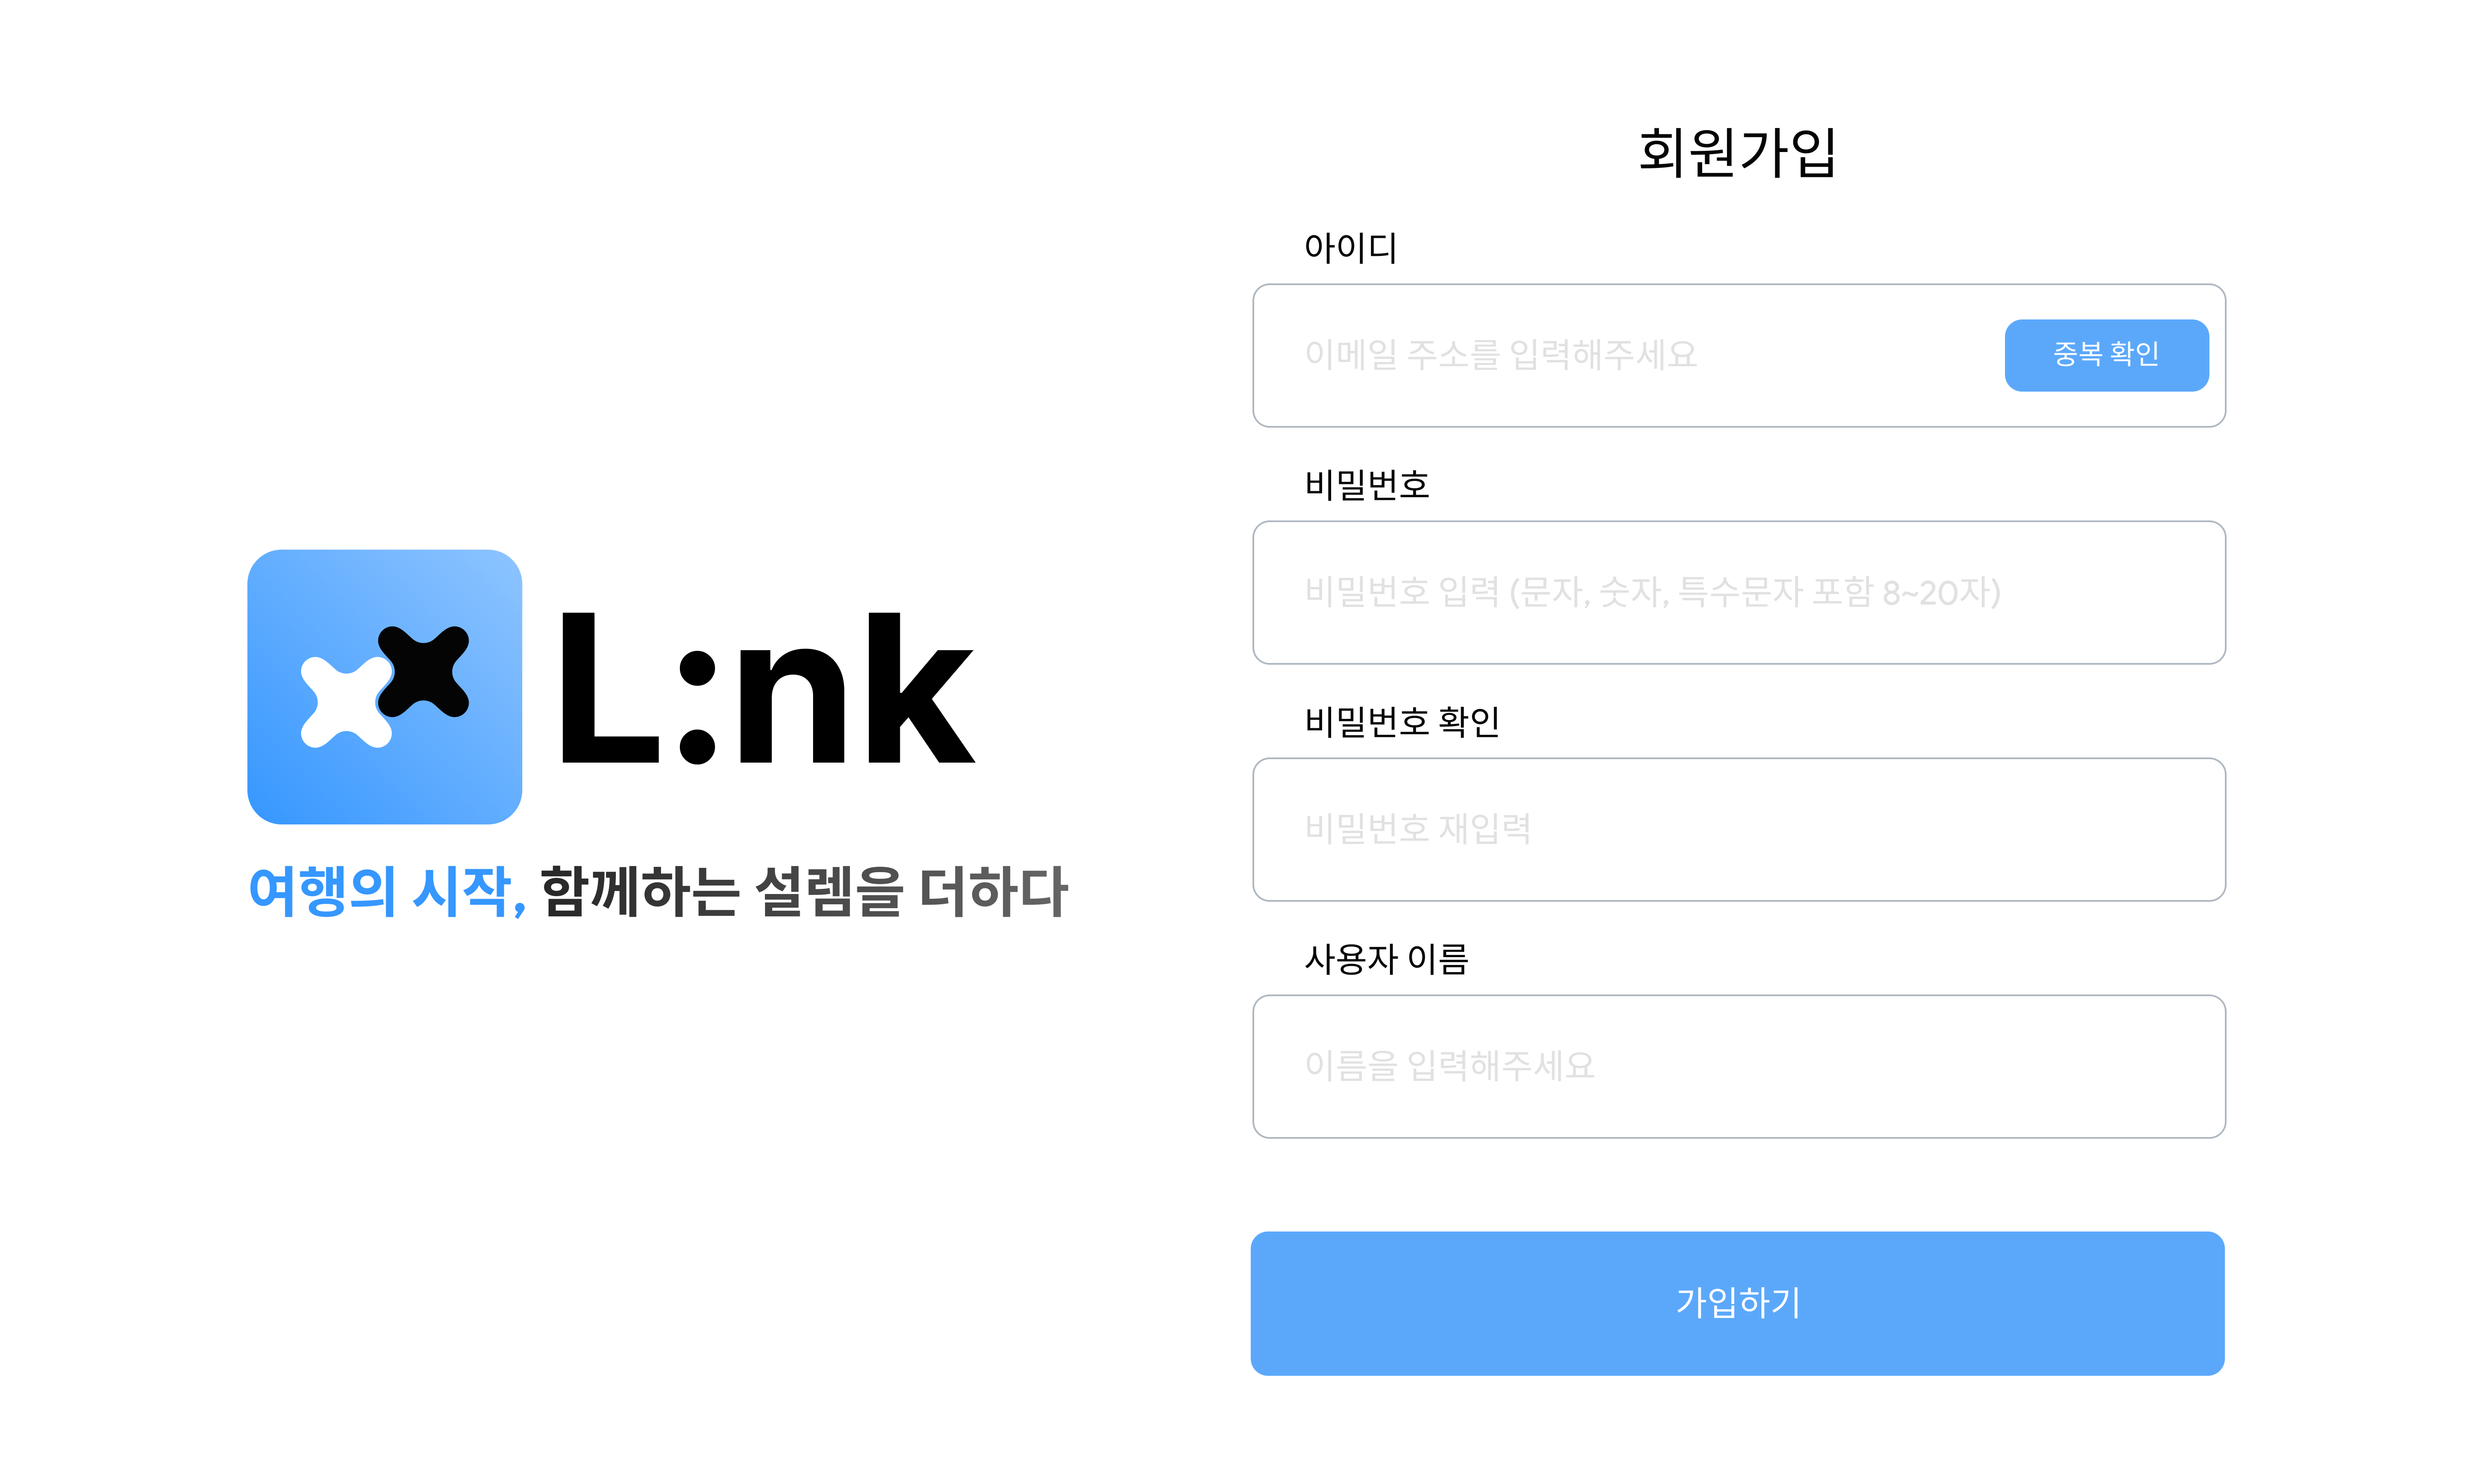 L:nk
여행의 시작, 함께하는 설렘을 더하다
회원가입
아이디
이메일 주소를 입력해주세요
중복 확인
비밀번호
비밀번호 입력 (문자, 숫자, 특수문자 포함 8~20자)
비밀번호 확인
비밀번호 재입력
사용자 이름
이름을 입력해주세요
가입하기